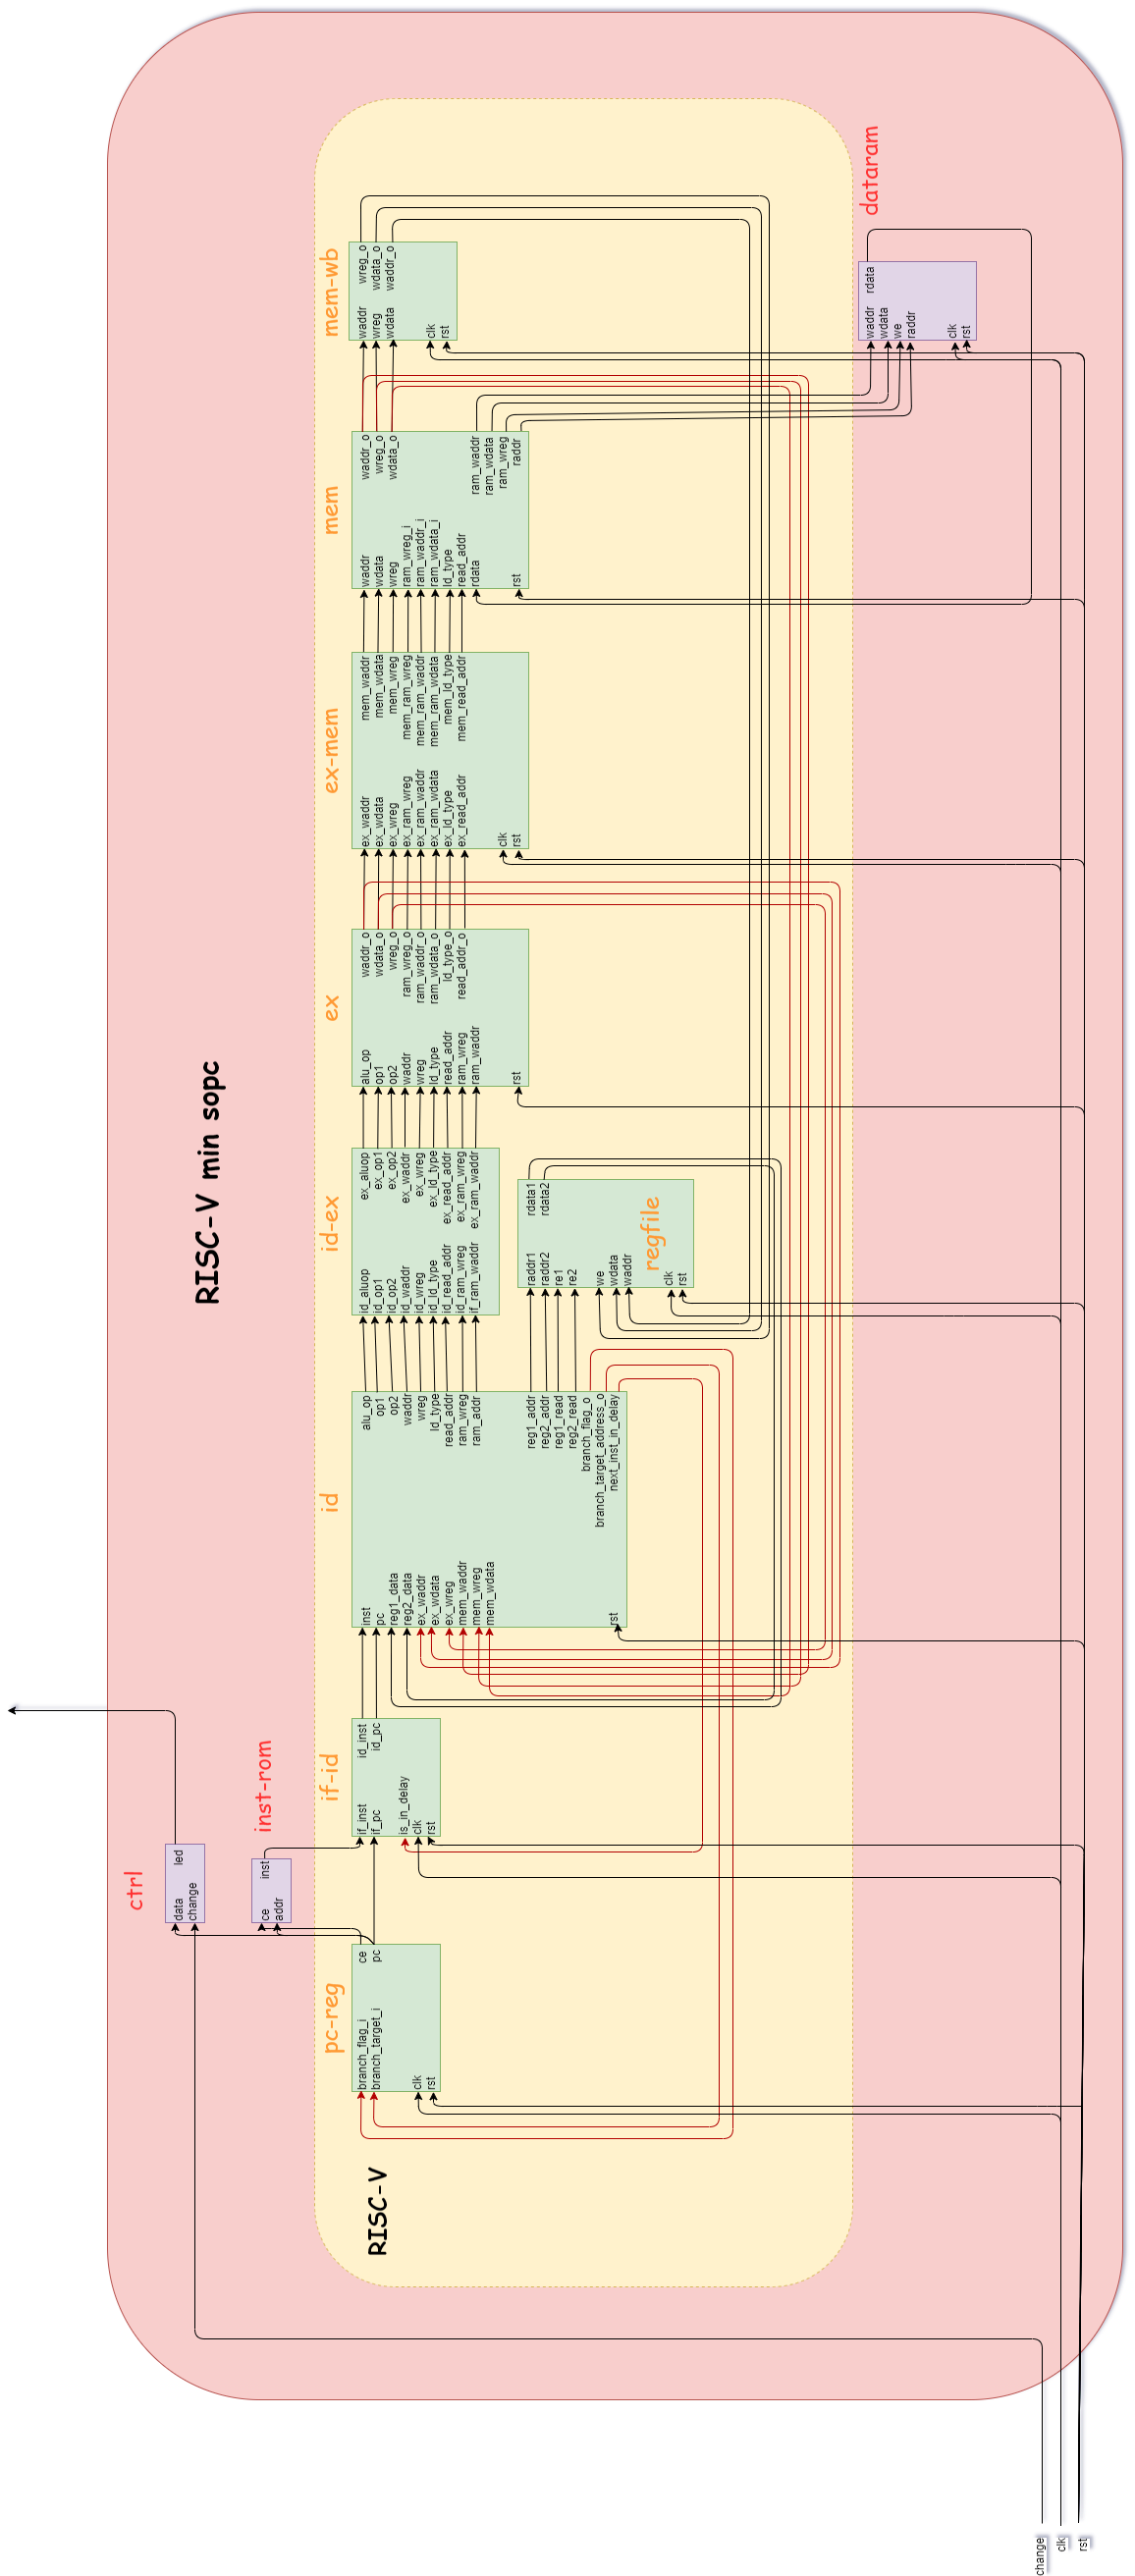 RISC-V min sopc
ctrl
data
change
led
inst-rom
ce
addr
inst
RISC-V
pc-reg
branch_flag_i
branch_target_i
clk
rst
ce
pc
if-id
if_inst
if_pc
is_in_delay
clk
rst
id_inst
id_pc
id
inst
pc
reg1_data
reg2_data
ex_waddr
ex_wdata
ex_wreg
mem_waddr
mem_wreg
mem_wdata
rst
alu_op
op1
op2
waddr
wreg
ld_type
read_addr
ram_wreg
ram_addr
reg1_addr
reg2_addr
reg1_read
reg2_read
branch_flag_o
branch_target_address_o
next_inst_in_delay
id-ex
id_aluop
id_op1
id_op2
id_waddr
id_wreg
id_ld_type
id_read_addr
id_ram_wreg
if_ram_waddr
ex_aluop
ex_op1
ex_op2
ex_waddr
ex_wreg
ex_ld_type
ex_read_addr
ex_ram_wreg
ex_ram_waddr
regfile
raddr1
raddr2
re1
re2
we
wdata
waddr
clk
rst
rdata1
rdata2
ex
alu_op
op1
op2
waddr
wreg
ld_type
read_addr
ram_wreg
ram_waddr
rst
waddr_o
wdata_o
wreg_o
ram_wreg_o
ram_waddr_o
ram_wdata_o
ld_type_o
read_addr_o
ex-mem
ex_waddr
ex_wdata
ex_wreg
ex_ram_wreg
ex_ram_waddr
ex_ram_wdata
ex_ld_type
ex_read_addr
clk
rst
mem_waddr
mem_wdata
mem_wreg
mem_ram_wreg
mem_ram_waddr
mem_ram_wdata
mem_ld_type
mem_read_addr
mem
waddr
wdata
wreg
ram_wreg_i
ram_waddr_i
ram_wdata_i
ld_type
read_addr
rdata
rst
waddr_o
wreg_o
wdata_o
ram_waddr
ram_wdata
ram_wreg
raddr
mem-wb
waddr
wreg
wdata
clk
rst
wreg_o
wdata_o
waddr_o
dataram
waddr
wdata
we
raddr
clk
rst
rdata
change
clk
rst